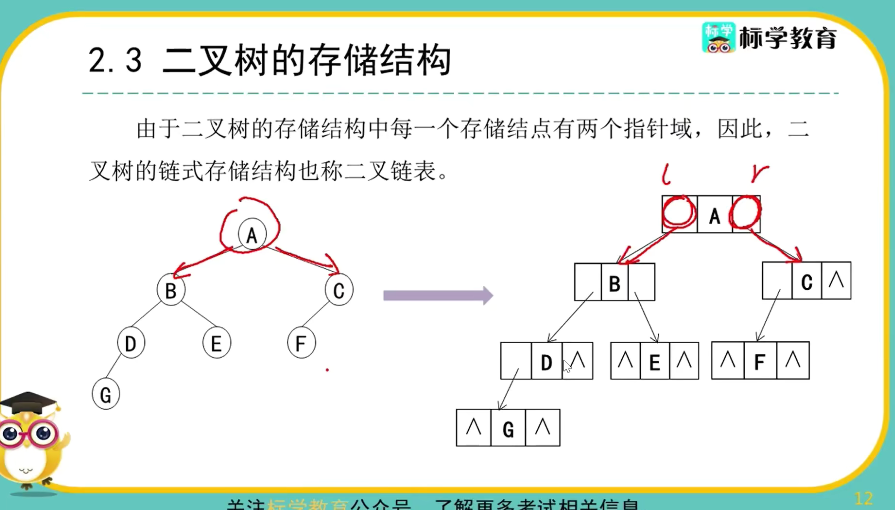 标学
标学教育
2.3 二叉树的存储结构
由于二叉树的存储结构中每一个存储结点有两个指针域，因此，二
叉树的链式存储结构也称二叉链表。
l r
A
B C
D E F
G
A
B C ∧
D ∧ ∧ E ∧ ∧ F ∧
∧ G ∧
关注标学教育公众号，了解更多考试相关信息
12